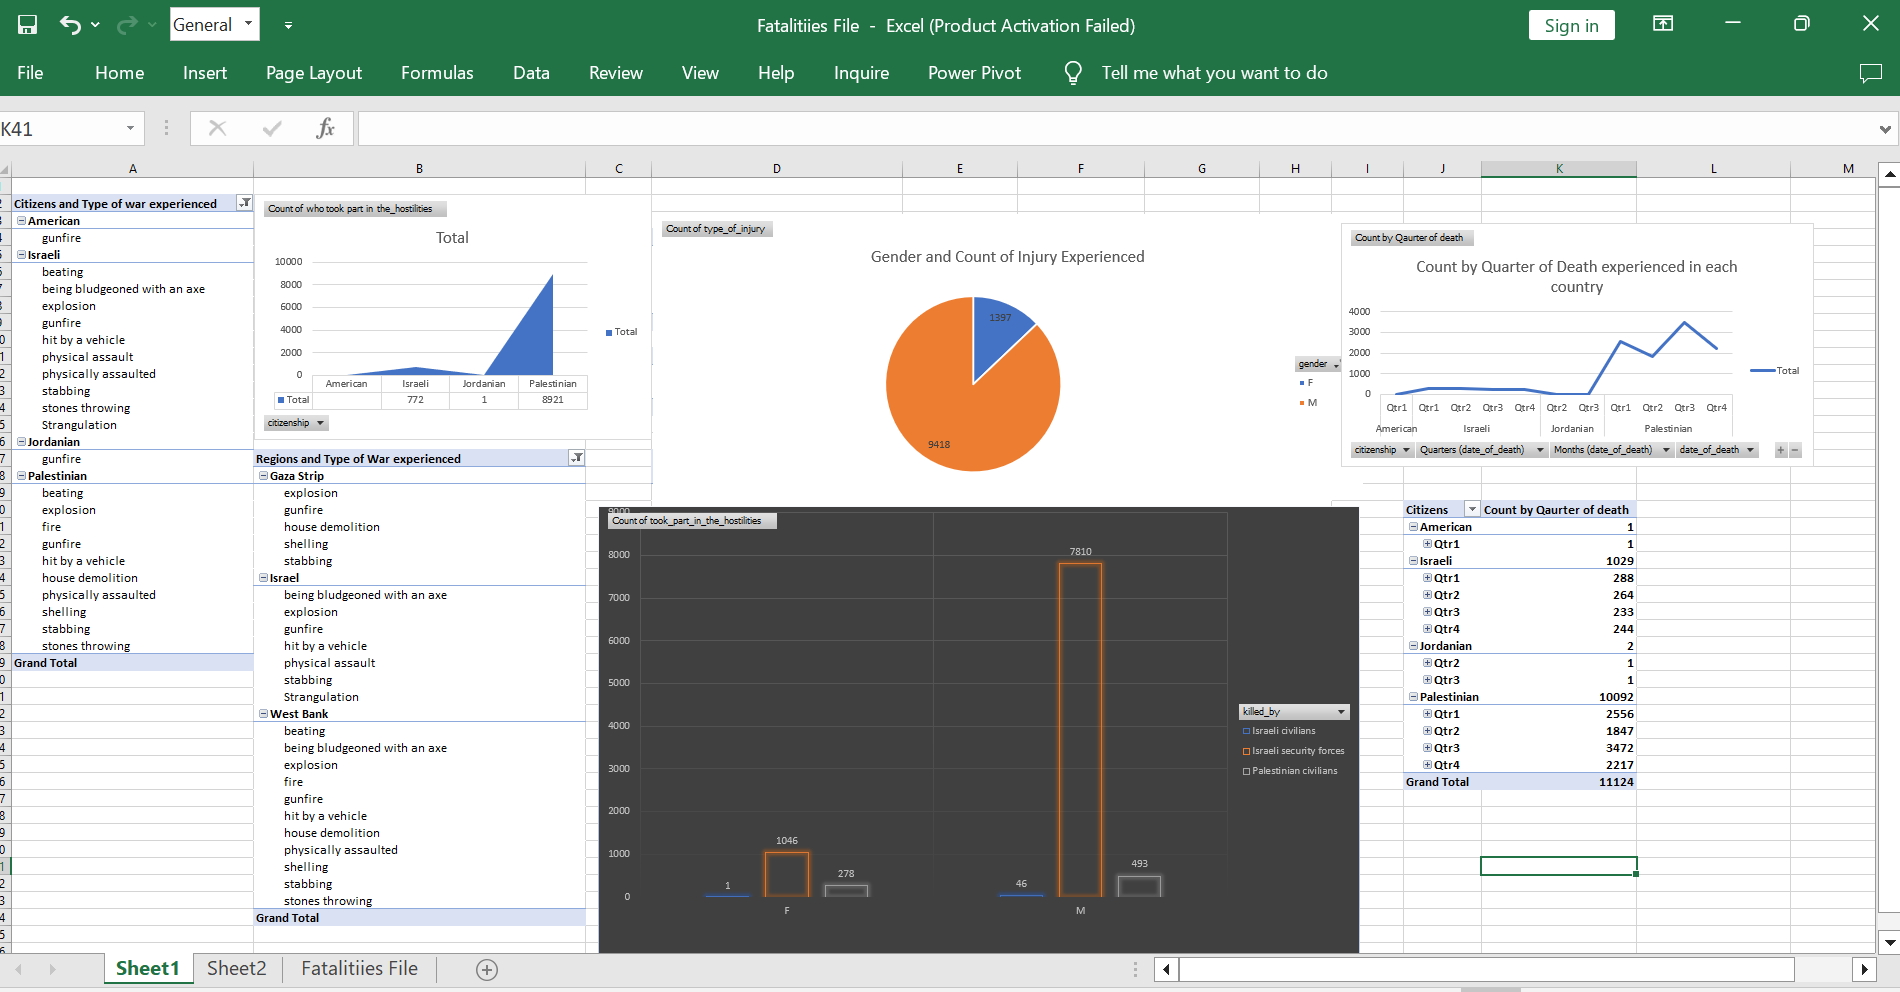 General
Fatalitiies File - Excel (Product Activation Failed)
Sign in
File Home Insert Page Layout Formulas Data Review View Help Inquire Power Pivot Tell me what you want to do
K41
fx
A B C D E F G H I J K L M
Citizens and Type of war experienced
American
gunfire
Israeli
beating
being bludgeoned with an axe
explosion
gunfire
hit by a vehicle
physical assault
physically assaulted
stabbing
stones throwing
Strangulation
Jordanian
gunfire
Palestinian
beating
explosion
fire
gunfire
hit by a vehicle
house demolition
physically assaulted
shelling
stabbing
stones throwing
Grand Total
Count of who took part in the_hostilities
Total
10000
8000
6000
4000
2000
0
American Israeli Jordanian Palestinian
Total 772 1 8921
Total
citizenship
Regions and Type of War experienced
Gaza Strip
explosion
gunfire
house demolition
shelling
stabbing
Israel
being bludgeoned with an axe
explosion
gunfire
hit by a vehicle
physical assault
stabbing
Strangulation
West Bank
beating
being bludgeoned with an axe
explosion
fire
gunfire
hit by a vehicle
house demolition
physically assaulted
shelling
stabbing
stones throwing
Grand Total
Count of type_of_injury
Gender and Count of Injury Experienced
1397
9418
gender
F
M
Count by Qaurter of death
Count by Quarter of Death experienced in each
country
4000
3000
2000
1000
0
Qtr1 Qtr1 Qtr2 Qtr3 Qtr4 Qtr2 Qtr3 Qtr1 Qtr2 Qtr3 Qtr4
American Israeli Jordanian Palestinian
Total
citizenship Quarters (date_of_death) Months (date_of_death) date_of_death
9000
Count of took_part_in_the_hostilities
8000
7000
6000
5000
4000
3000
2000
1000
0
1 1046 278
46 7810 493
F M
killed_by
Israeli civilians
Israeli security forces
Palestinian civilians
Citizens Count by Qaurter of death
American 1
Qtr1 1
Israeli 1029
Qtr1 288
Qtr2 264
Qtr3 233
Qtr4 244
Jordanian 2
Qtr2 1
Qtr3 1
Palestinian 10092
Qtr1 2556
Qtr2 1847
Qtr3 3472
Qtr4 2217
Grand Total 11124
Sheet1 Sheet2 Fatalitiies File